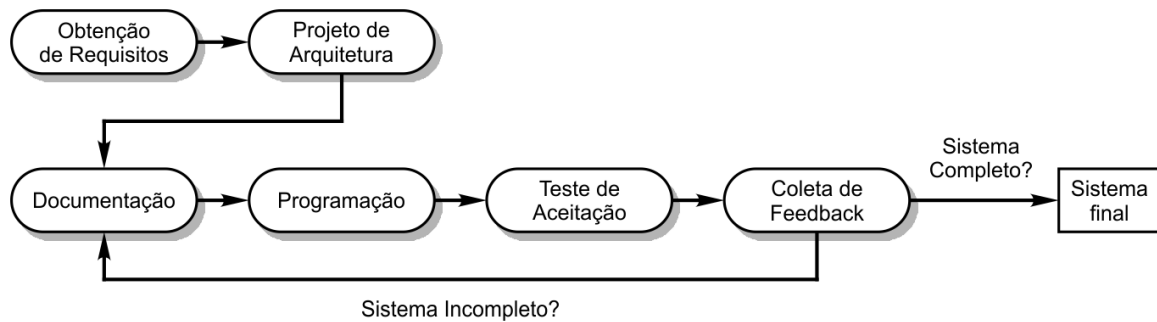 Obtenção
de Requisitos
Projeto de
Arquitetura
Documentação
Programação
Teste de
Aceitação
Coleta de
Feedback
Sistema
Completo?
Sistema
final
Sistema Incompleto?